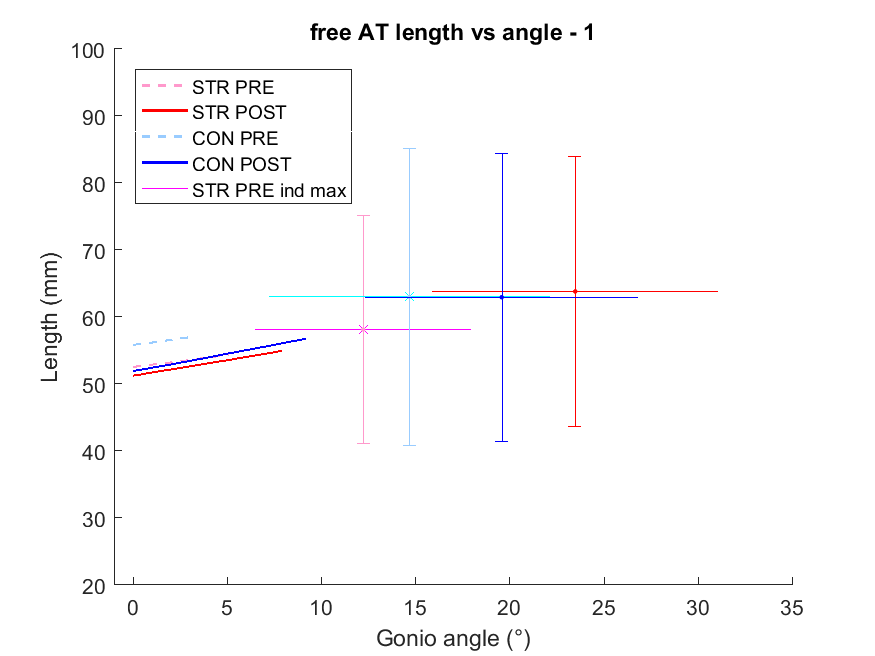 free AT length vs angle - 1
100
90
80
70
60
50
40
30
20
Length (mm)
STR PRE
STR POST
CON PRE
CON POST
STR PRE ind max
0 5 10 15 20 25 30 35
Gonio angle (°)